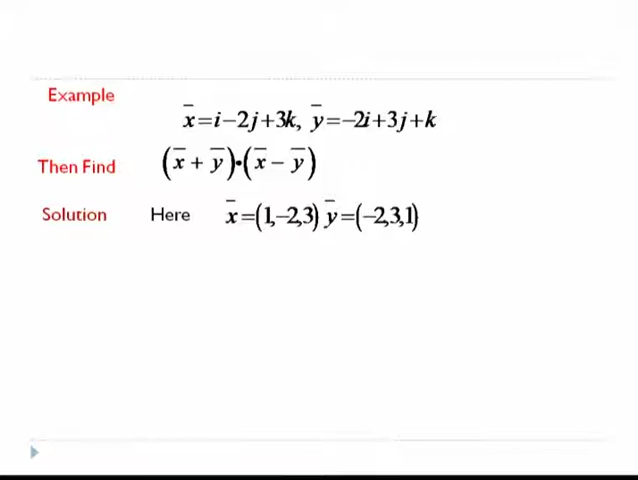 Example
x̄=i−2j+3k, ȳ=−2i+3j+k
Then Find (x̄ + ȳ)•(x̄ − ȳ)
Solution Here x̄=(1,−2,3) ȳ=(−2,3,1)